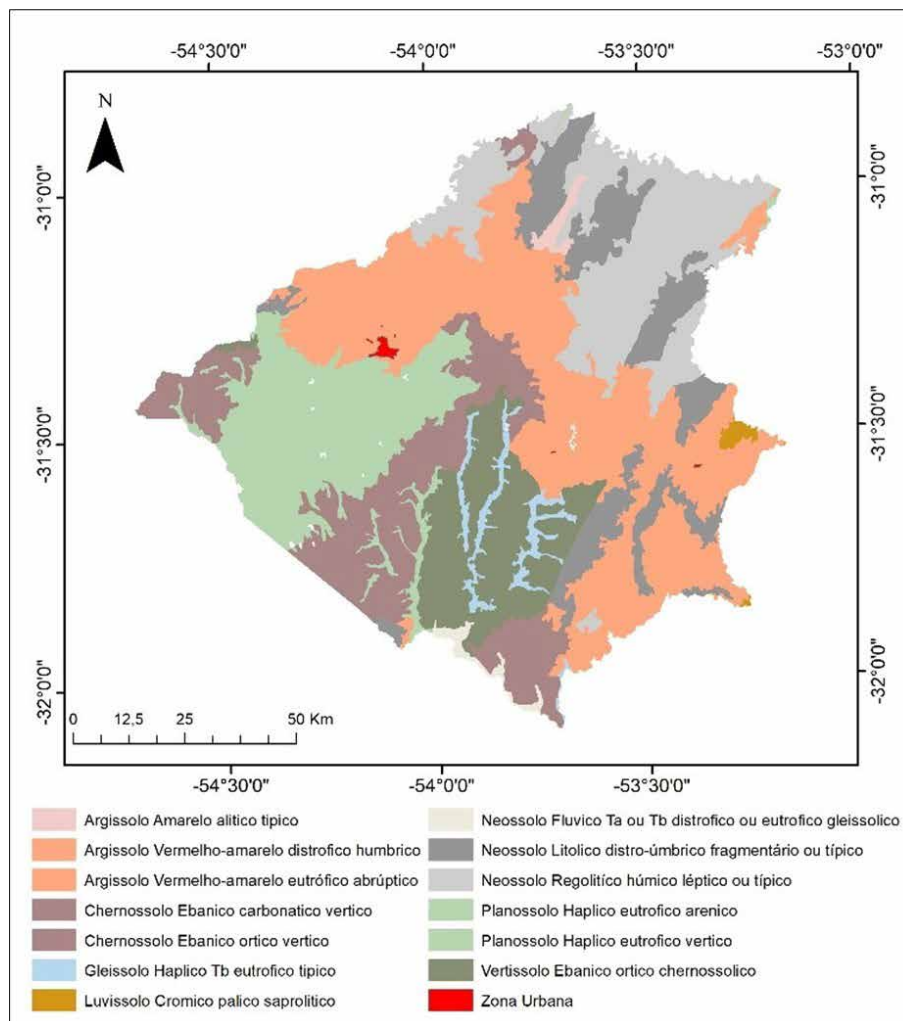 -54°30'0" -54°0'0" -53°30'0" -53°0'0"
N
-31°0'0" -31°0'0"
-31°30'0" -31°30'0"
-32°0'0" -32°0'0"
0 12,5 25 50 Km
-54°30'0" -54°0'0" -53°30'0"
Argissolo Amarelo alitico tipico
Argissolo Vermelho-amarelo distrofico humbrico
Argissolo Vermelho-amarelo eutrófico abrúptico
Chernossolo Ebanico carbonatico vertico
Chernossolo Ebanico ortico vertico
Gleissolo Haplico Tb eutrofico tipico
Luvissolo Cromico palico saprolitico
Neossolo Fluvico Ta ou Tb distrofico ou eutrofico gleissolico
Neossolo Litolico distro-úmbrico fragmentário ou típico
Neossolo Regolitíco húmico léptico ou típico
Planossolo Haplico eutrofico arenico
Planossolo Haplico eutrofico vertico
Vertissolo Ebanico ortico chernossolico
Zona Urbana